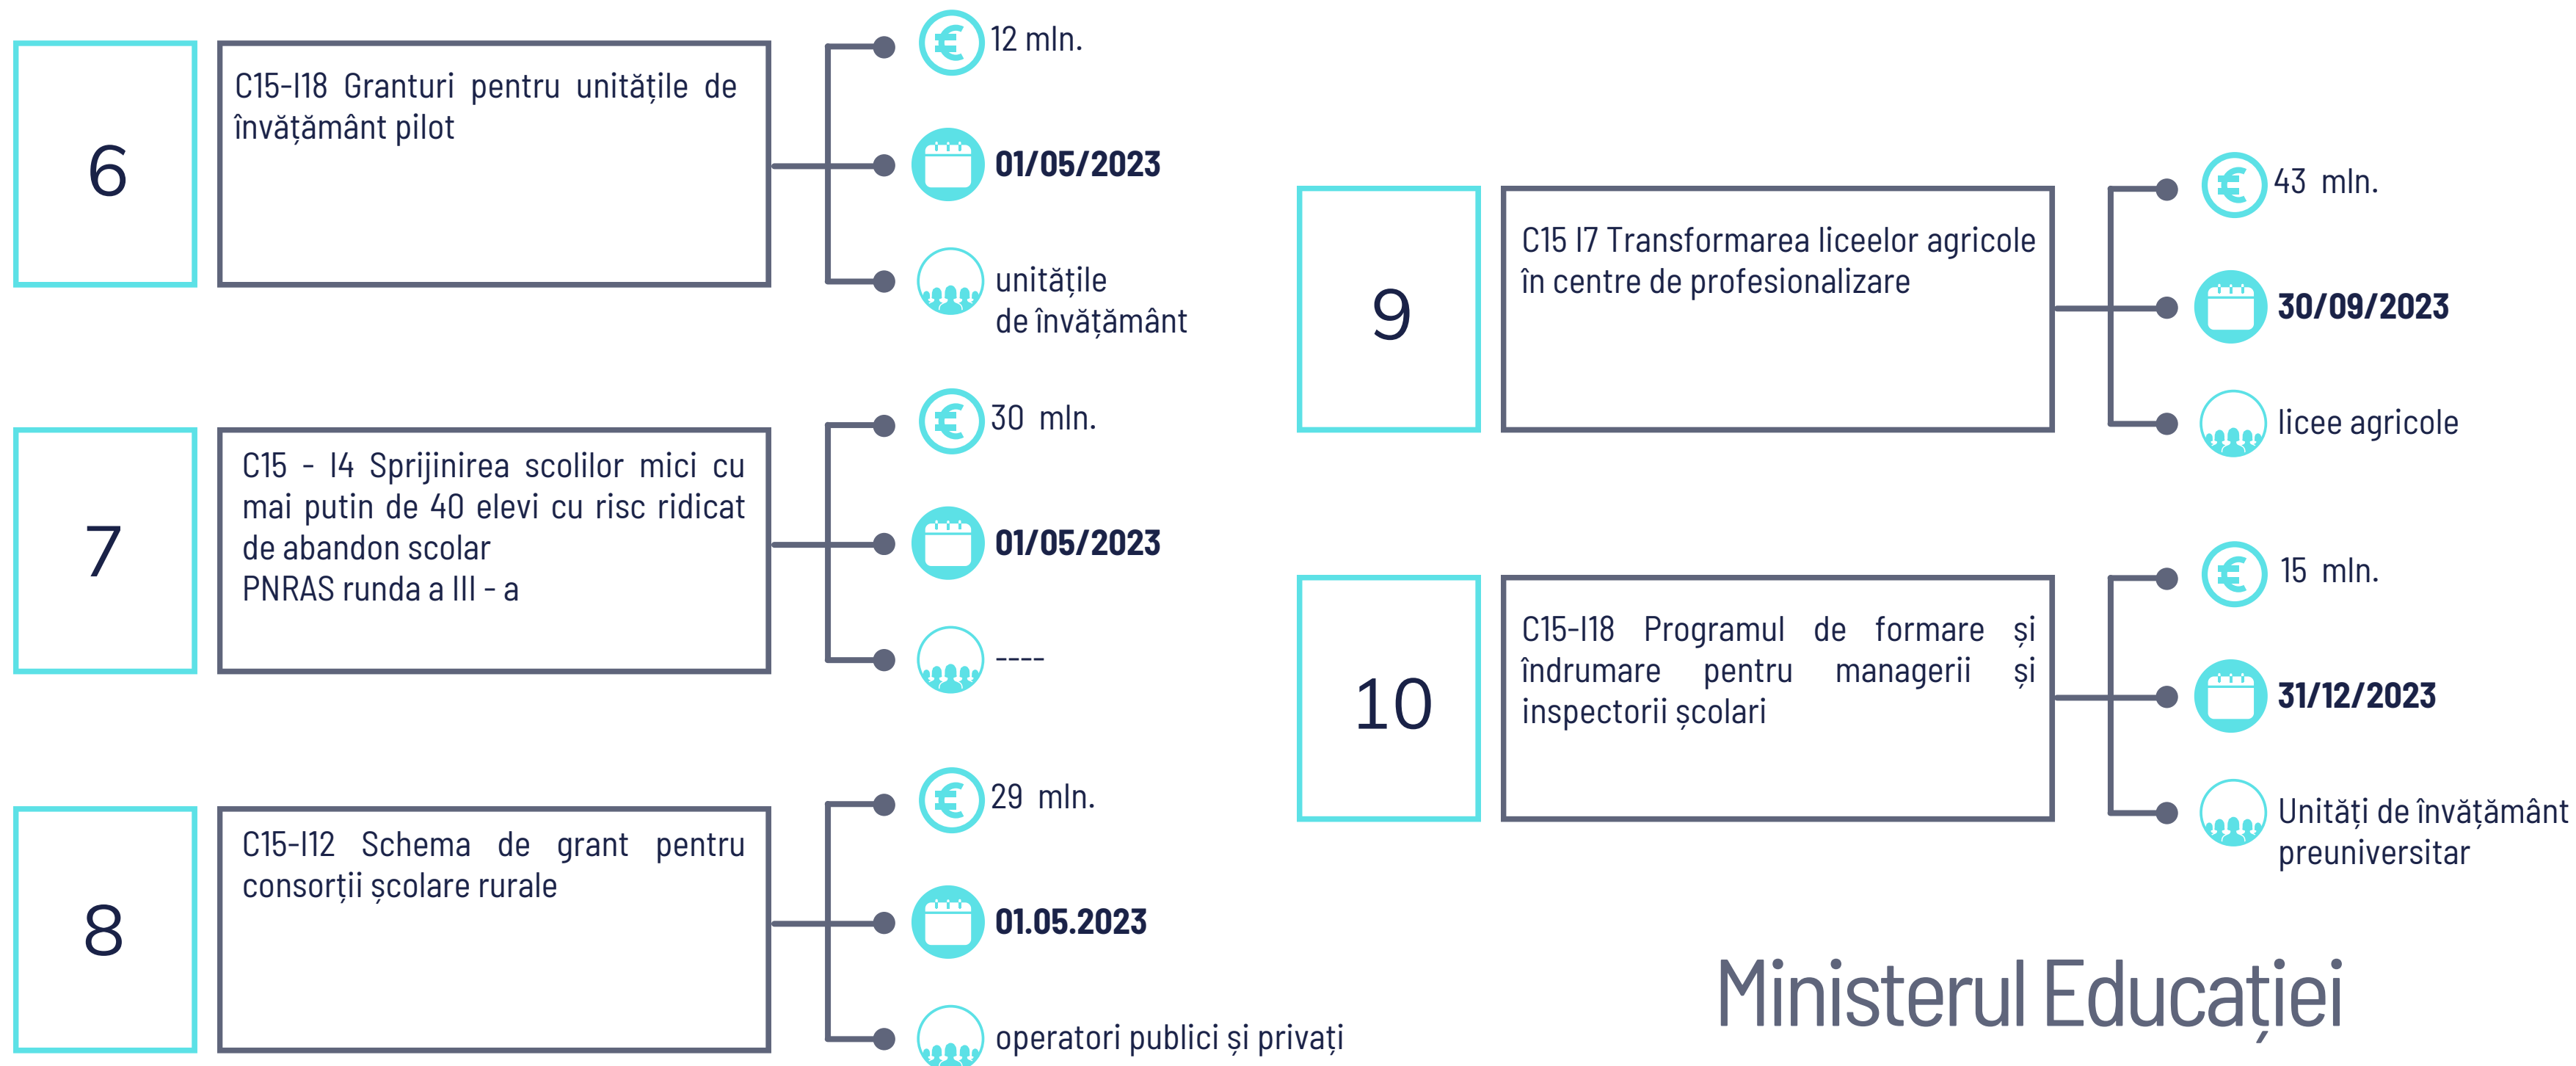 6
C15-I18 Granturi pentru unitățile de
învățământ pilot
12 mln.
01/05/2023
unitățile
de învățământ
7
C15 - I4 Sprijinirea scolilor mici cu
mai putin de 40 elevi cu risc ridicat
de abandon scolar
PNRAS runda a III - a
30 mln.
01/05/2023
----
8
C15-I12 Schema de grant pentru
consorții școlare rurale
29 mln.
01.05.2023
operatori publici și privați
9
C15 I7 Transformarea liceelor agricole
în centre de profesionalizare
43 mln.
30/09/2023
licee agricole
10
C15-I18 Programul de formare și
îndrumare pentru managerii și
inspectorii școlari
15 mln.
31/12/2023
Unități de învățământ
preuniversitar
Ministerul Educației